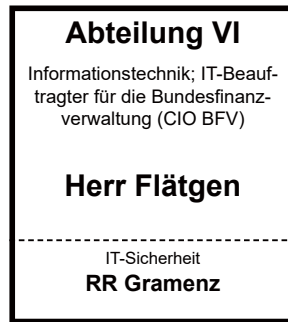 Abteilung VI
Informationstechnik; IT-Beauf-
tragter für die Bundesfinanz-
verwaltung (CIO BFV)
Herr Flätgen
IT-Sicherheit
RR Gramenz